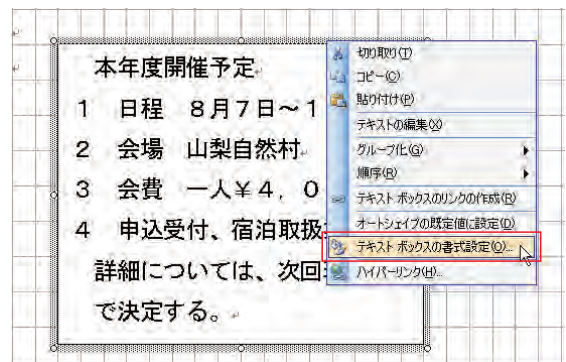 本年度開催予定
1 日程 8月7日~1
2 会場 山梨自然村
3 会費 一人¥4,0
4 申込受付、宿泊取扱
詳細については、次回
で決定する。
切り取り(T)
コピー(C)
貼り付け(P)
テキストの編集(X)
グループ化(G)
順序(R)
テキスト ボックスのリンクの作成(R)
オートシェイプの既定値に設定(D)
テキスト ボックスの書式設定(O)...
ハイパーリンク(H)...